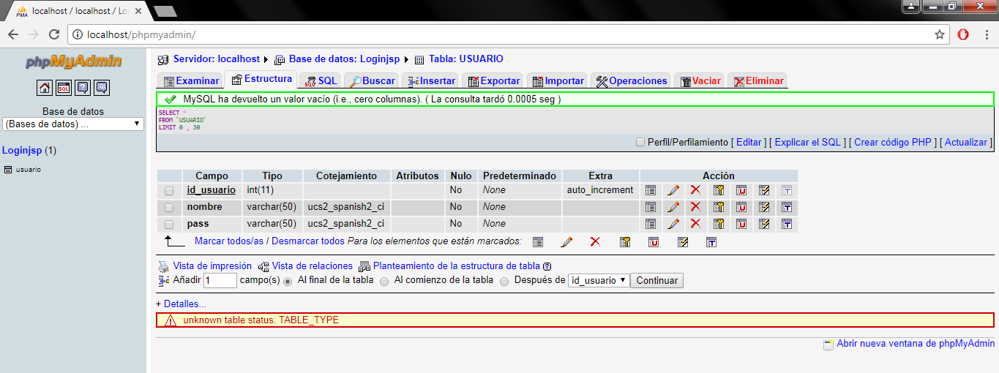 localhost / localhost / Lo
PMA
localhost/phpmyadmin/
phpMyAdmin
SQL
SQL
Base de datos
(Bases de datos) ...
Loginjsp (1)
usuario
Servidor: localhost Base de datos: Loginjsp Tabla: USUARIO
Examinar Estructura SQL Buscar Insertar Exportar Importar Operaciones Vaciar Eliminar
MySQL ha devuelto un valor vacío (i.e., cero columnas). ( La consulta tardó 0.0005 seg )
SELECT *
FROM `USUARIO`
LIMIT 0 , 30
Perfil/Perfilamiento [ Editar ] [ Explicar el SQL ] [ Crear código PHP ] [ Actualizar ]
Campo Tipo Cotejamiento Atributos Nulo Predeterminado Extra Acción
id_usuario int(11) No None auto_increment
nombre varchar(50) ucs2_spanish2_ci No None
pass varchar(50) ucs2_spanish2_ci No None
Marcar todos/as / Desmarcar todos Para los elementos que están marcados:
Vista de impresión Vista de relaciones Planteamiento de la estructura de tabla
Añadir 1 campo(s) Al final de la tabla Al comienzo de la tabla Después de id_usuario Continuar
+ Detalles...
unknown table status: TABLE_TYPE
Abrir nueva ventana de phpMyAdmin